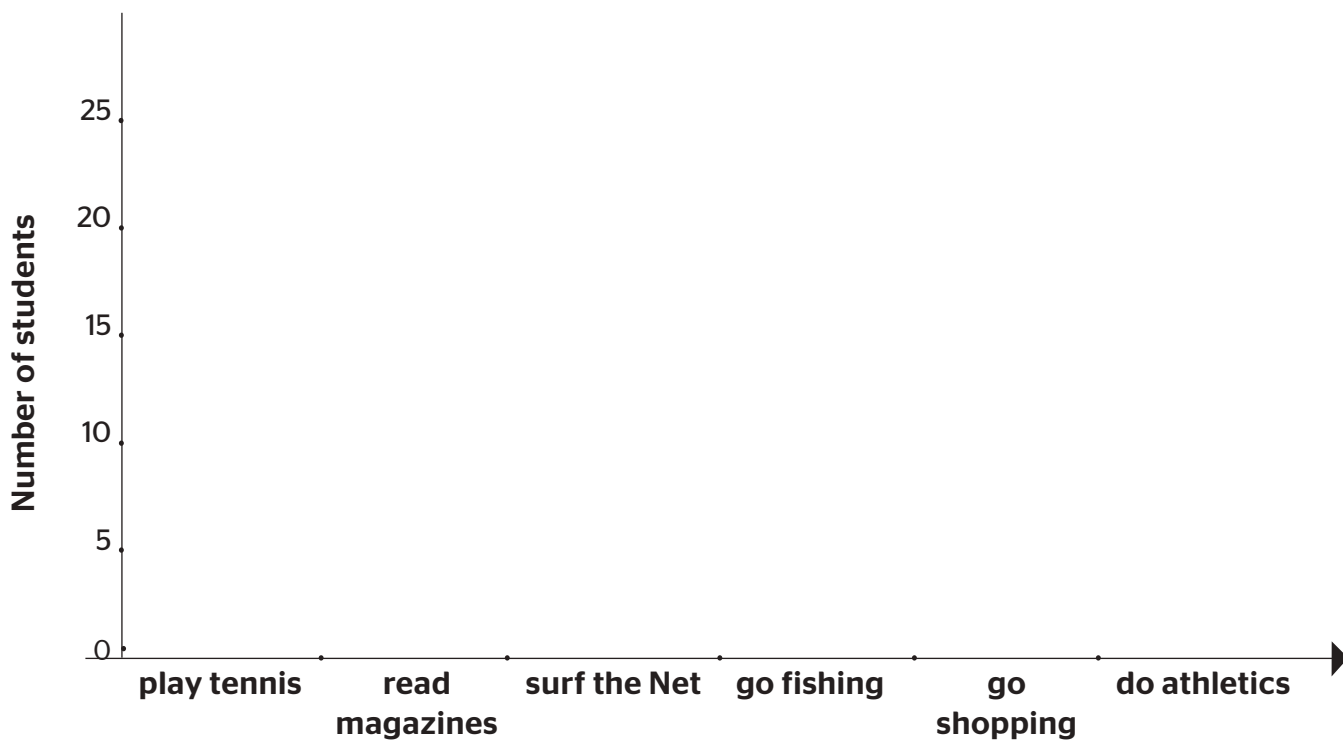 Number of students
25
20
15
10
5
0
play tennis
read
magazines
surf the Net
go fishing
go
shopping
do athletics